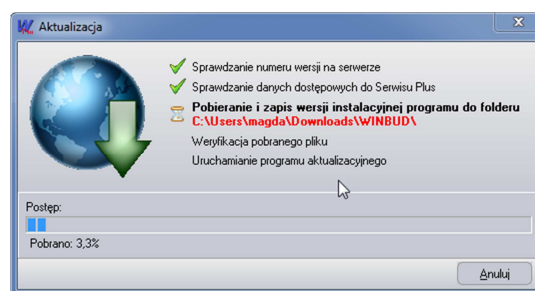 Aktualizacja
Sprawdzanie numeru wersji na serwerze
Sprawdzanie danych dostępowych do Serwisu Plus
Pobieranie i zapis wersji instalacyjnej programu do folderu
C:\Users\magda\Downloads\WINBUD\
Weryfikacja pobranego pliku
Uruchamianie programu aktualizacyjnego
Postęp:
Pobrano: 3,3%
Anuluj